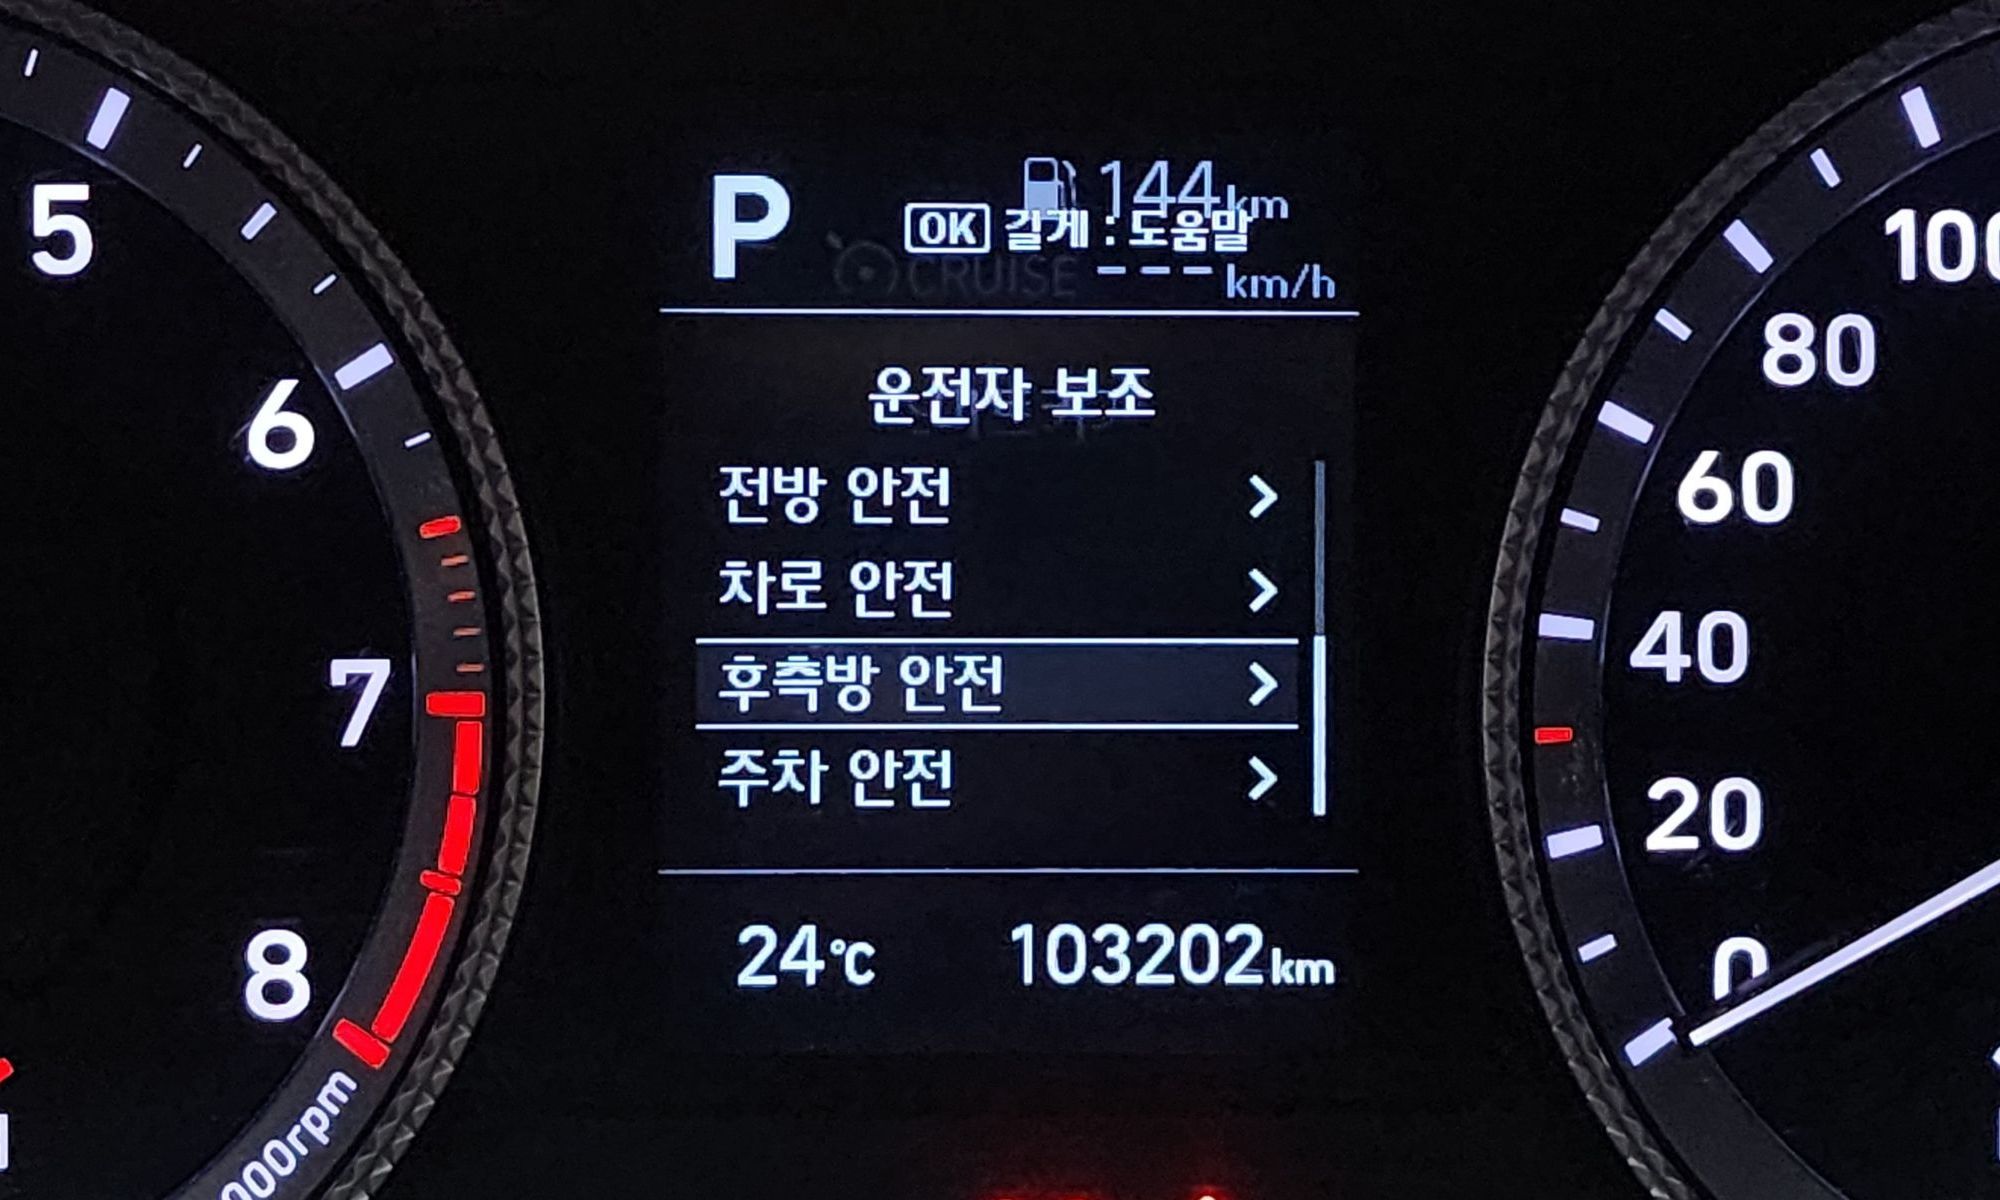 5
6
7
8
000rpm
P
144km
OK 길게 : 도움말
CRUISE ---km/h
운전자 보조
전방 안전
차로 안전
후측방 안전
주차 안전
24℃ 103202km
100
80
60
40
20
0